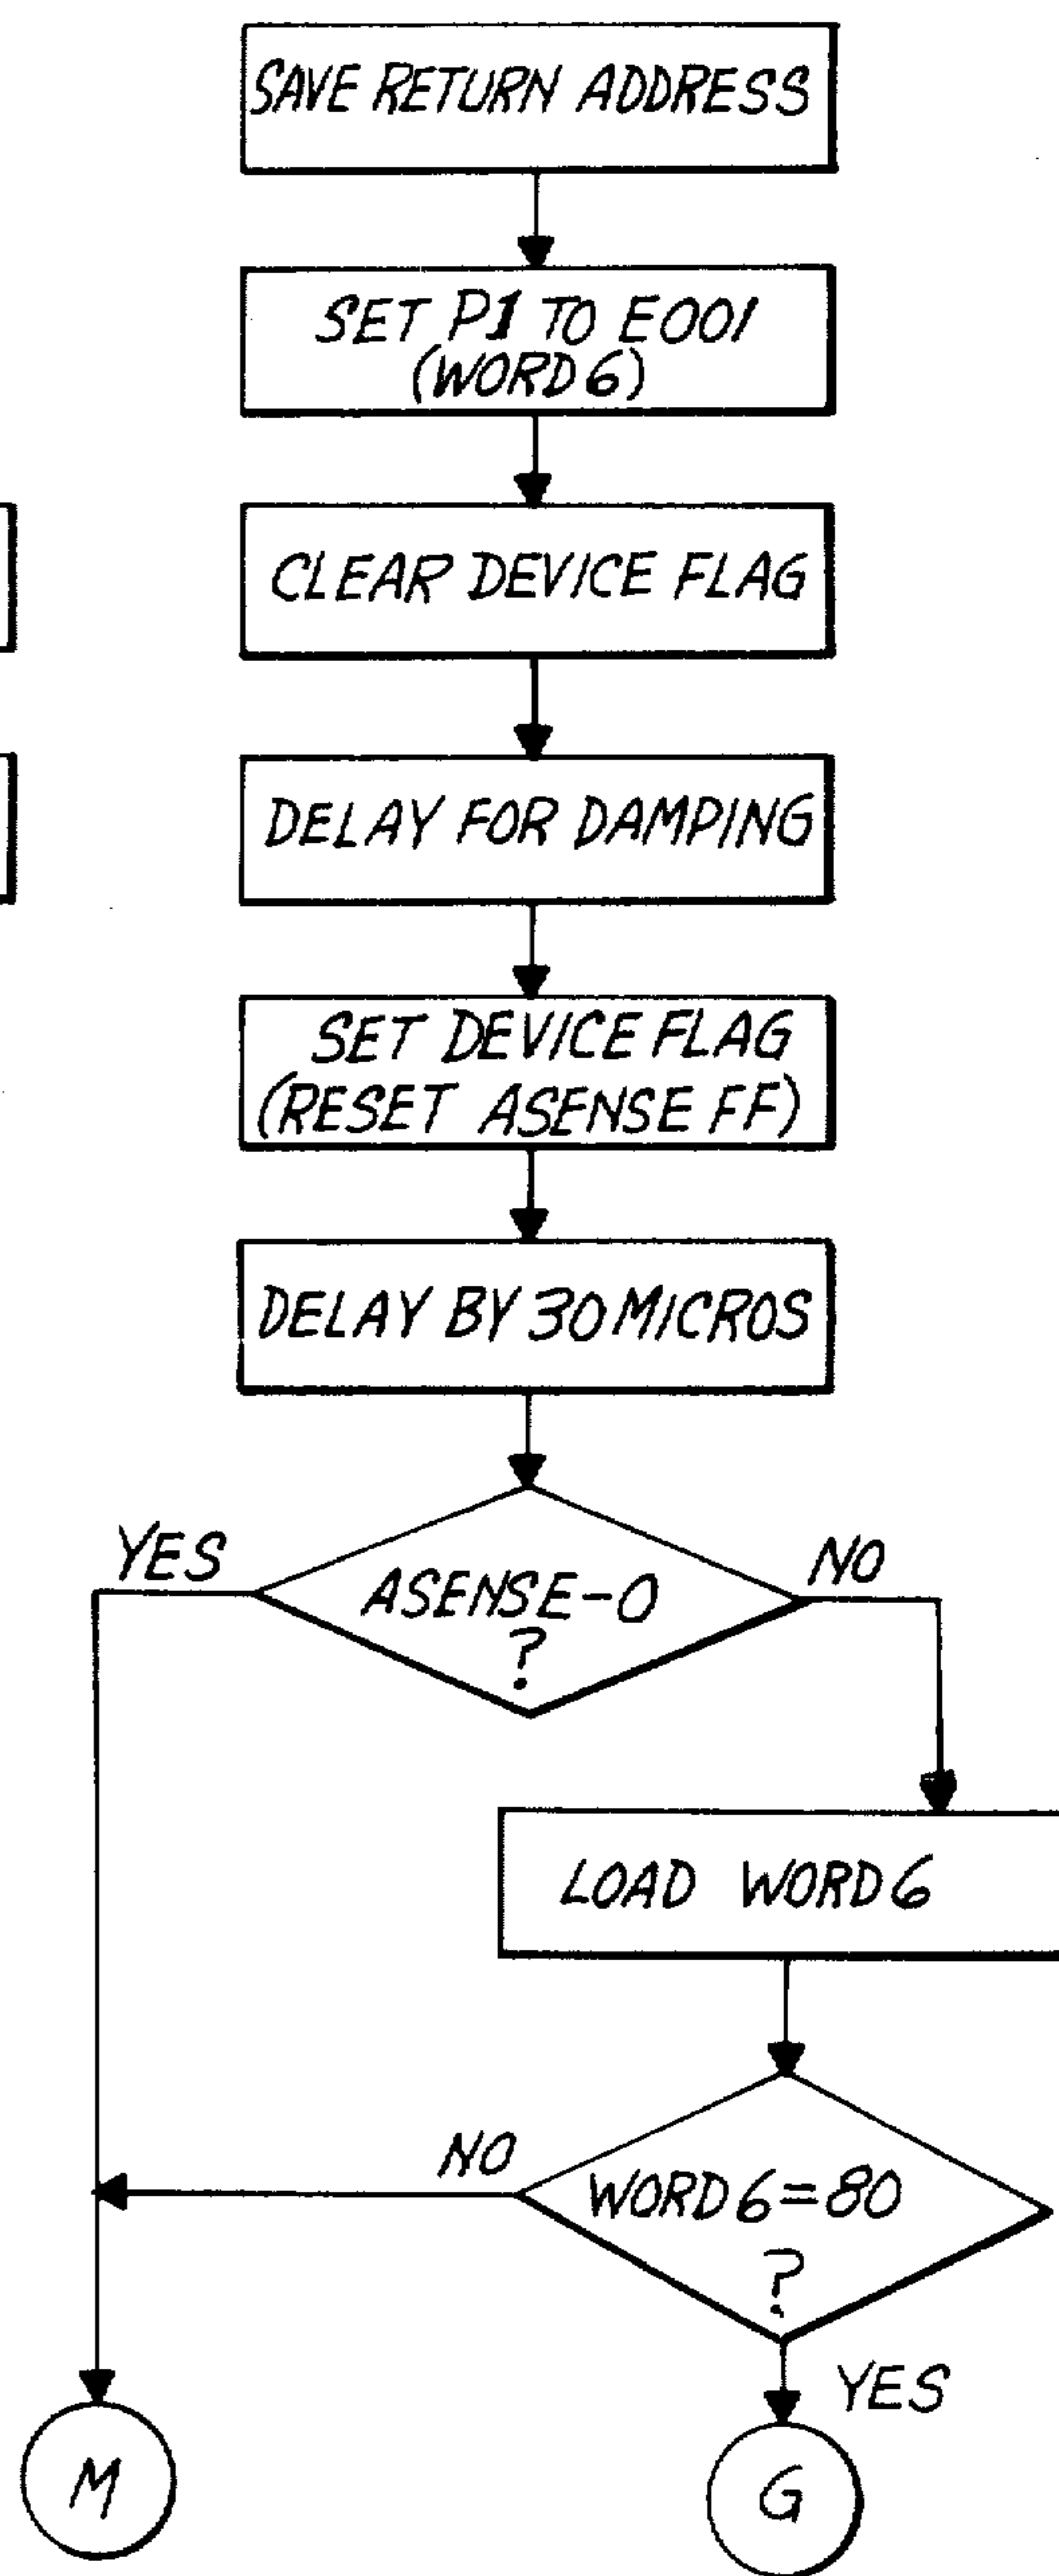 SAVE RETURN ADDRESS
SET P1 TO E001
(WORD 6)
CLEAR DEVICE FLAG
DELAY FOR DAMPING
SET DEVICE FLAG
(RESET ASENSE FF)
DELAY BY 30 MICROS
YES
NO
ASENSE-0
?
LOAD WORD 6
NO
WORD 6=80
?
YES
M
G